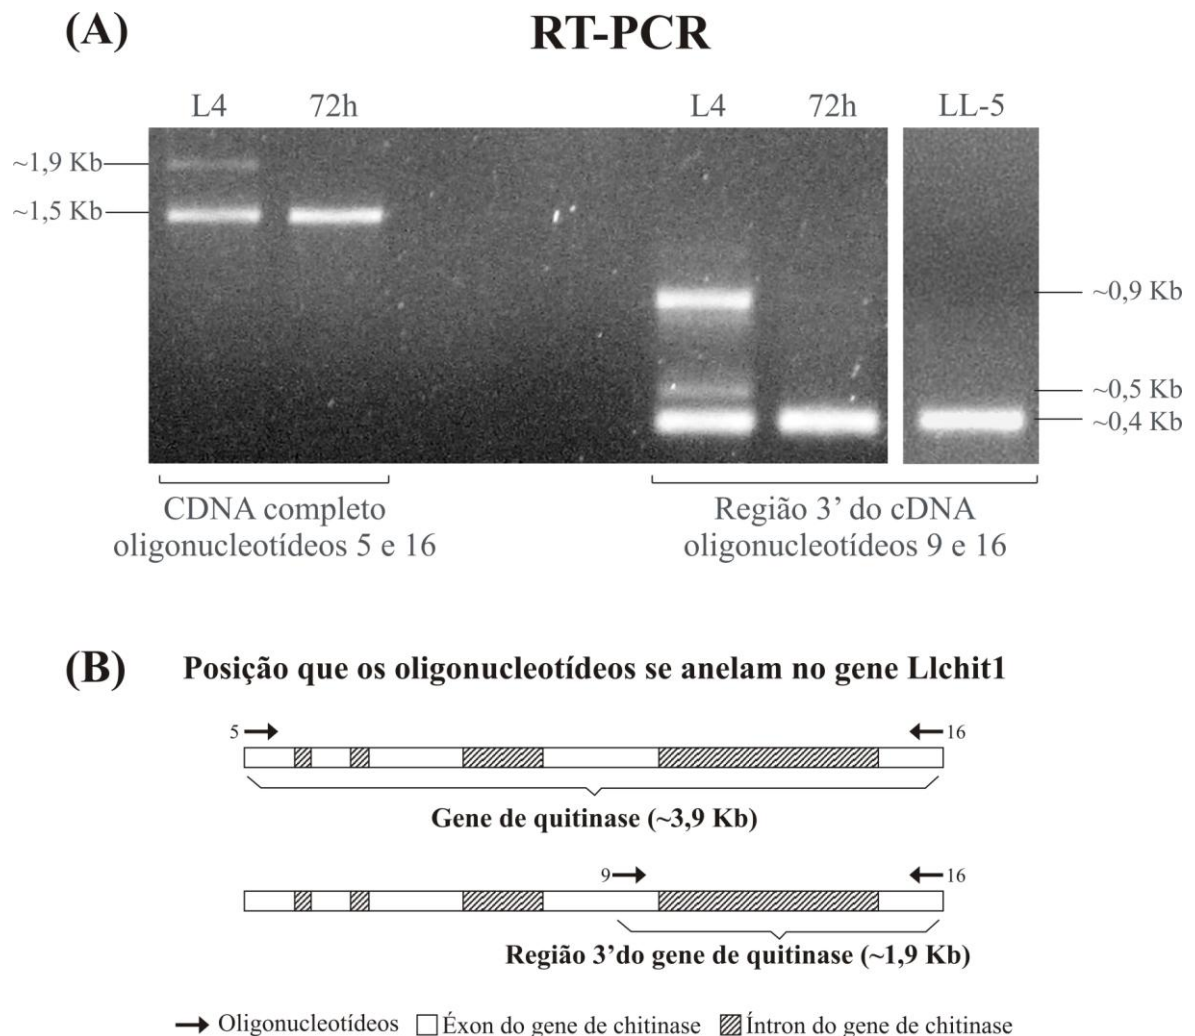 (A)
RT-PCR
L4 72h L4 72h LL-5
~1,9 Kb
~1,5 Kb
~0,9 Kb
~0,5 Kb
~0,4 Kb
CDNA completo
oligonucleotídeos 5 e 16
Região 3’ do cDNA
oligonucleotídeos 9 e 16
(B) Posição que os oligonucleotídeos se anelam no gene Llchit1
5 16
Gene de quitinase (~3,9 Kb)
9 16
Região 3’do gene de quitinase (~1,9 Kb)
Oligonucleotídeos Éxon do gene de chitinase Íntron do gene de chitinase